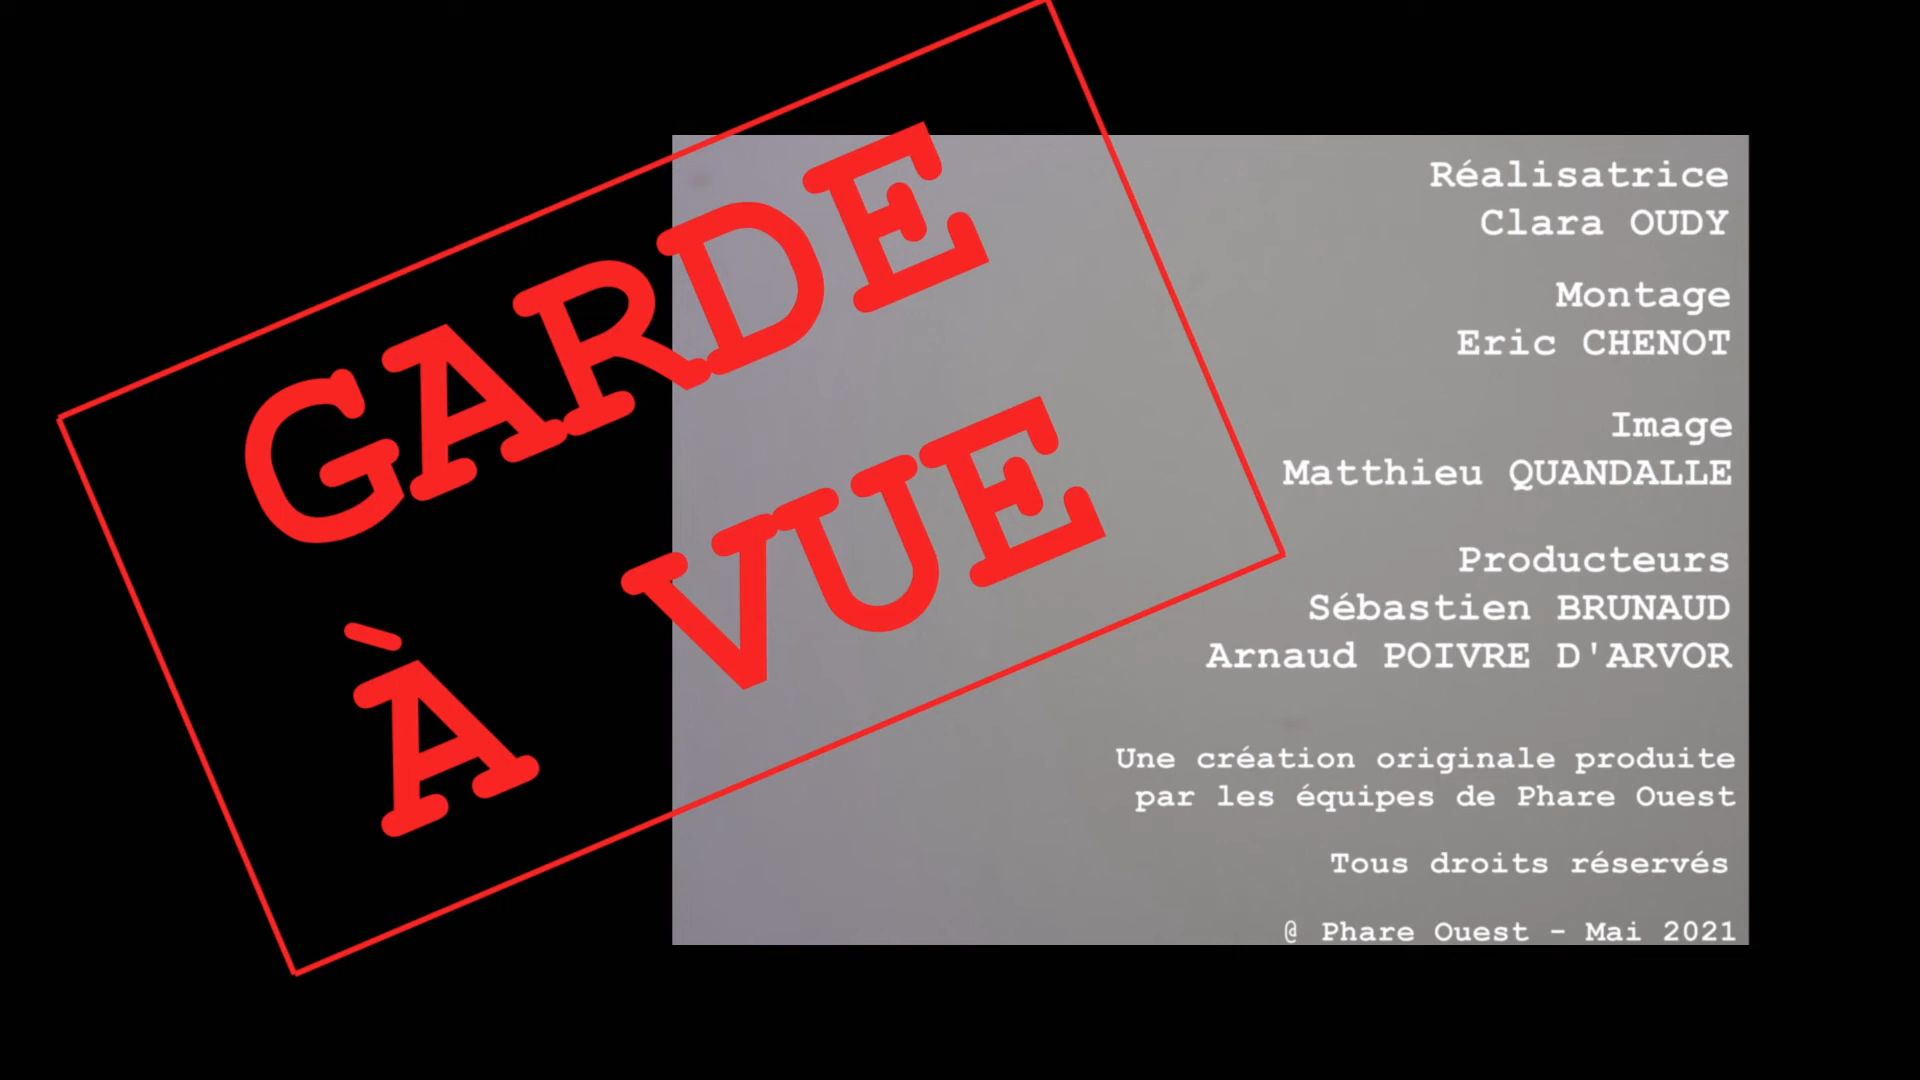 GARDE
À VUE
Réalisatrice
Clara OUDY
Montage
Eric CHENOT
Image
Matthieu QUANDALLE
Producteurs
Sébastien BRUNAUD
Arnaud POIVRE D'ARVOR
Une création originale produite
par les équipes de Phare Ouest
Tous droits réservés
@ Phare Ouest - Mai 2021